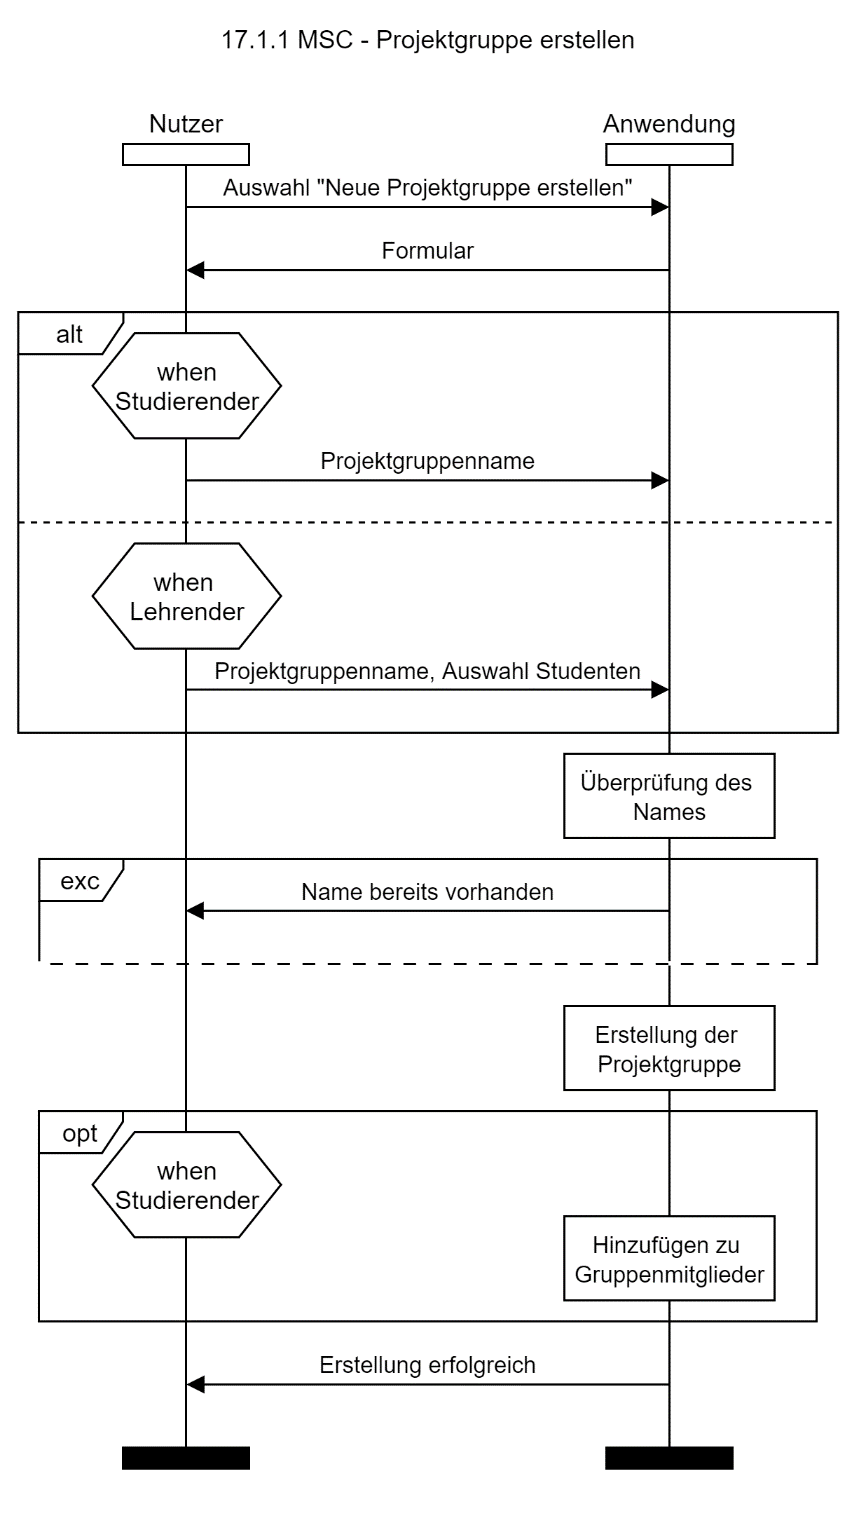 17.1.1 MSC - Projektgruppe erstellen
Nutzer
Anwendung
Auswahl "Neue Projektgruppe erstellen"
Formular
alt
when
Studierender
Projektgruppenname
when
Lehrender
Projektgruppenname, Auswahl Studenten
Überprüfung des
Names
exc
Name bereits vorhanden
Erstellung der
Projektgruppe
opt
when
Studierender
Hinzufügen zu
Gruppenmitglieder
Erstellung erfolgreich